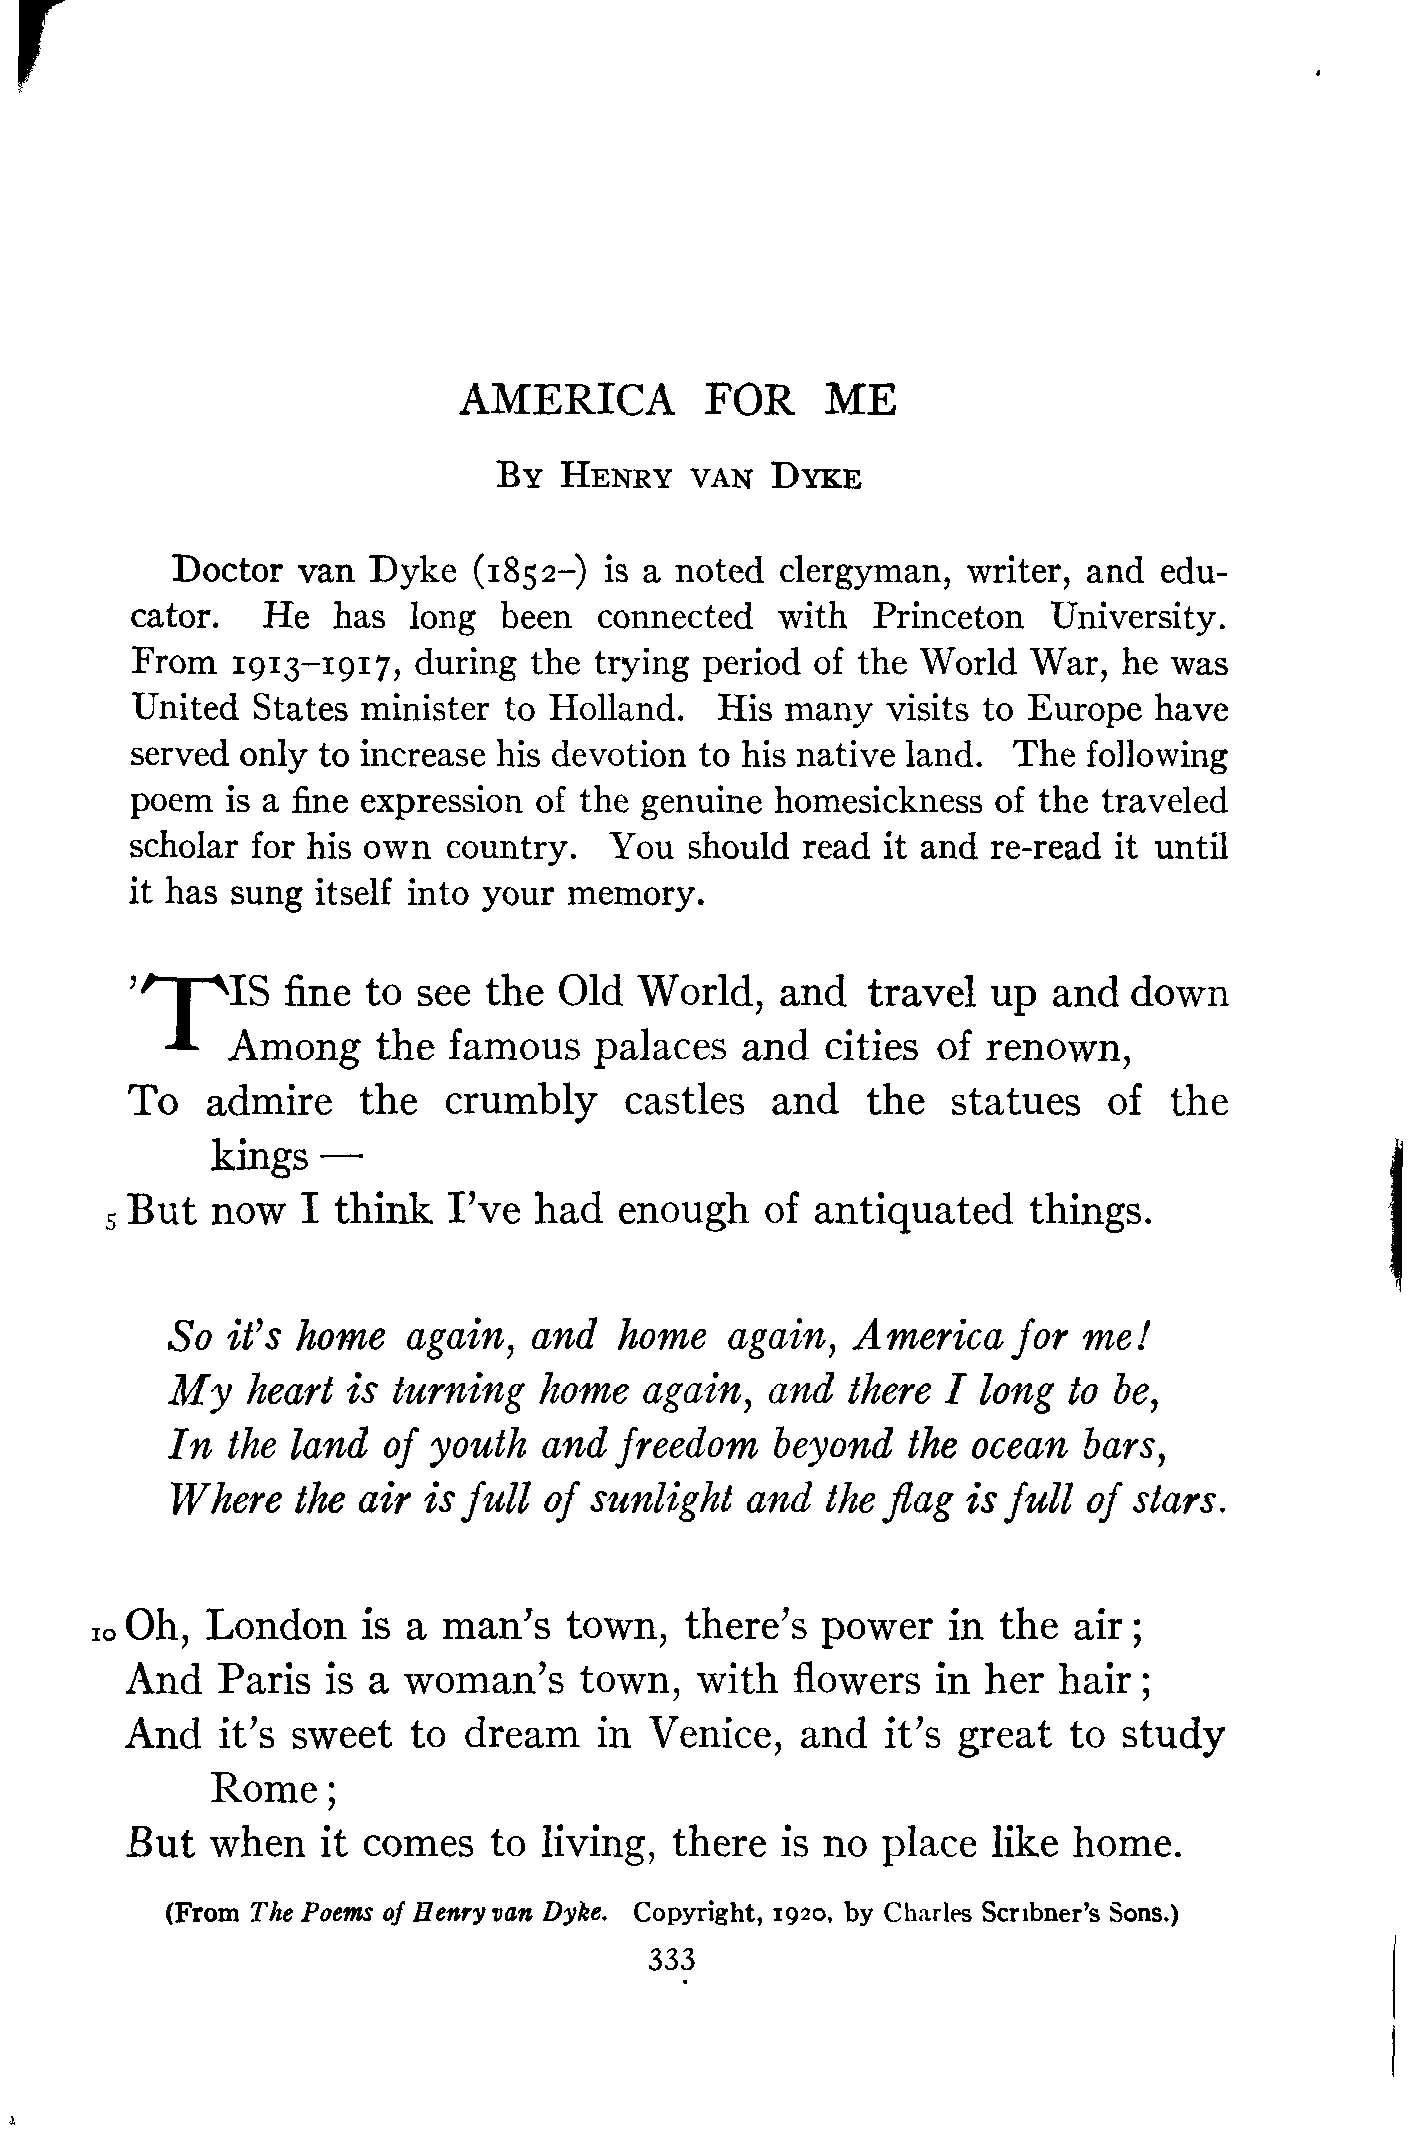 AMERICA FOR ME
BY HENRY VAN DYKE
Doctor van Dyke (1852–) is a noted clergyman, writer, and edu-
cator. He has long been connected with Princeton University.
From 1913–1917, during the trying period of the World War, he was
United States minister to Holland. His many visits to Europe have
served only to increase his devotion to his native land. The following
poem is a fine expression of the genuine homesickness of the traveled
scholar for his own country. You should read it and re-read it until
it has sung itself into your memory.
'TIS fine to see the Old World, and travel up and down
Among the famous palaces and cities of renown,
To admire the crumbly castles and the statues of the
kings —
5 But now I think I've had enough of antiquated things.
So it's home again, and home again, America for me!
My heart is turning home again, and there I long to be,
In the land of youth and freedom beyond the ocean bars,
Where the air is full of sunlight and the flag is full of stars.
10 Oh, London is a man's town, there's power in the air;
And Paris is a woman's town, with flowers in her hair;
And it's sweet to dream in Venice, and it's great to study
Rome;
But when it comes to living, there is no place like home.
(From The Poems of Henry van Dyke. Copyright, 1920, by Charles Scribner's Sons.)
333